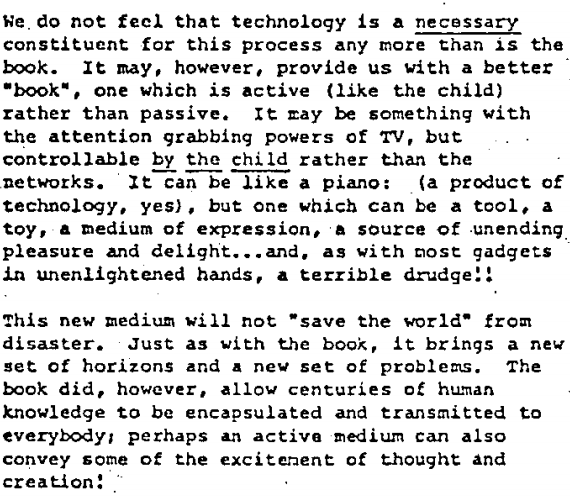 We do not feel that technology is a necessary
constituent for this process any more than is the
book. It may, however, provide us with a better
"book", one which is active (like the child)
rather than passive. It may be something with
the attention grabbing powers of TV, but
controllable by the child rather than the
networks. It can be like a piano: (a product of
technology, yes), but one which can be a tool, a
toy, a medium of expression, a source of unending
pleasure and delight...and, as with most gadgets
in unenlightened hands, a terrible drudge!!

This new medium will not "save the world" from
disaster. Just as with the book, it brings a new
set of horizons and a new set of problems. The
book did, however, allow centuries of human
knowledge to be encapsulated and transmitted to
everybody; perhaps an active medium can also
convey some of the excitement of thought and
creation!